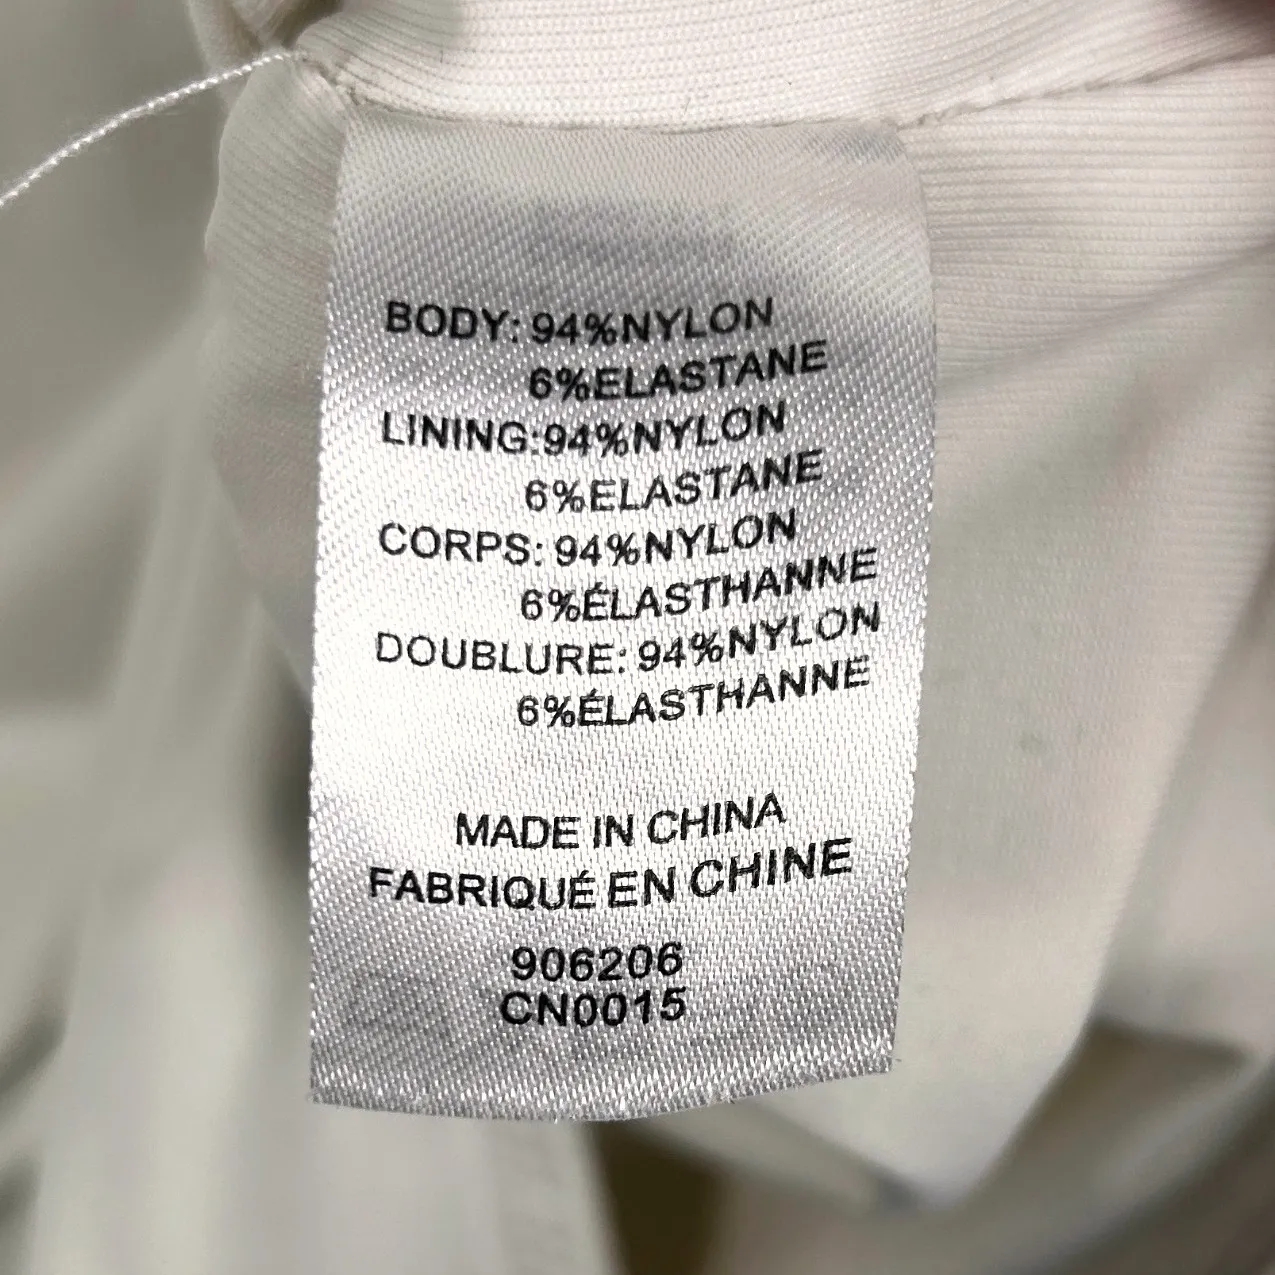 BODY: 94%NYLON
6%ELASTANE
LINING:94%NYLON
6%ELASTANE
CORPS: 94%NYLON
6%ÉLASTHANNE
DOUBLURE: 94%NYLON
6%ÉLASTHANNE
MADE IN CHINA
FABRIQUÉ EN CHINE
906206
CN0015